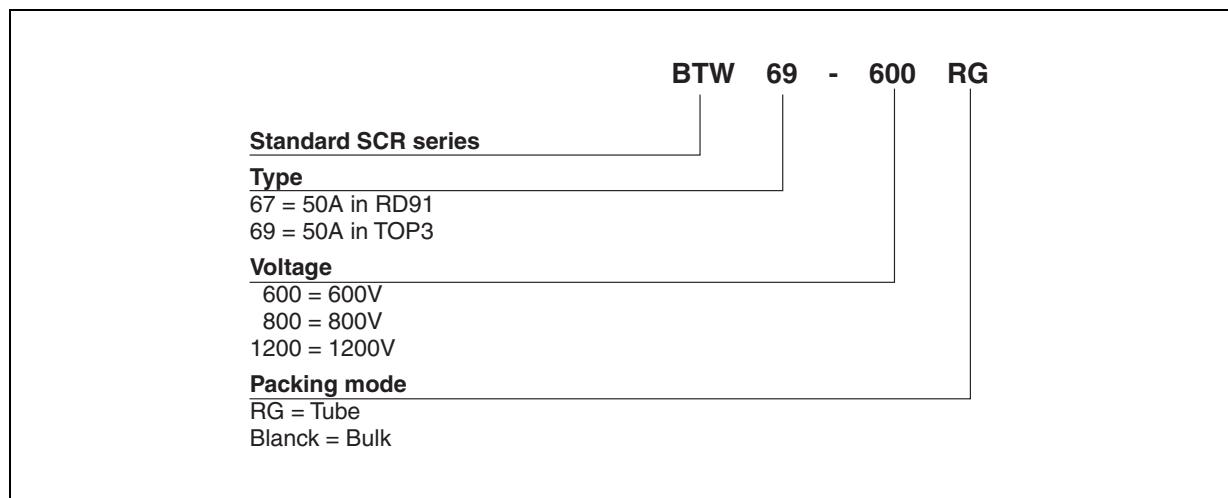 BTW 69 - 600 RG
Standard SCR series
Type
67 = 50A in RD91
69 = 50A in TOP3
Voltage
600 = 600V
800 = 800V
1200 = 1200V
Packing mode
RG = Tube
Blanck = Bulk